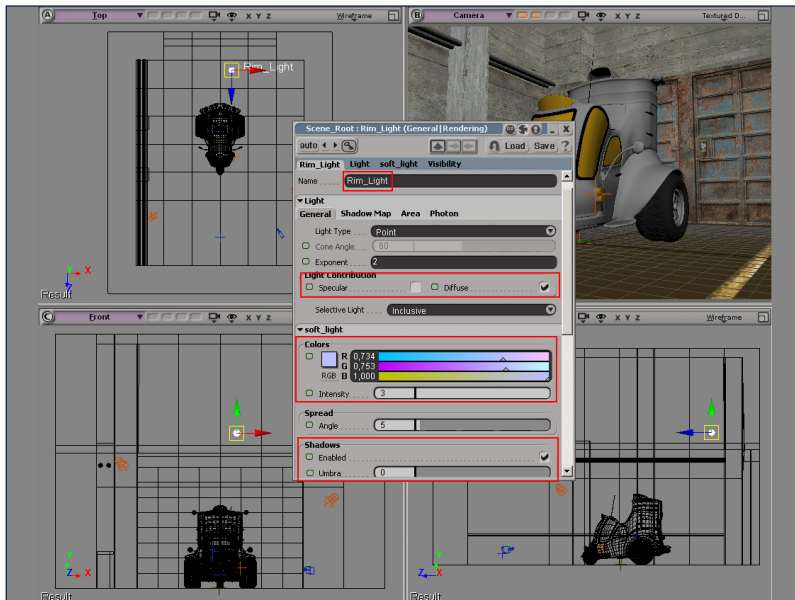 A Top X Y Z Wireframe
B Camera X Y Z Textured D...
Rim_Light
X
Z
Result
Scene_Root : Rim_Light (General|Rendering) X
auto Load Save ?
Rim_Light Light soft_light Visibility
Name Rim_Light
Light
General Shadow Map Area Photon
Light Type Point
Cone Angle 60
Exponent 2
Light Contribution
Specular Diffuse
Selective Light Inclusive
soft_light
Colors
R 0,734
G 0,753
RGB B 1,000
Intensity 3
Spread
Angle 5
Shadows
Enabled
Umbra 0
C Front X Y Z
X Y Z Wireframe
Y
Z X
Result
Y
Z X
Result